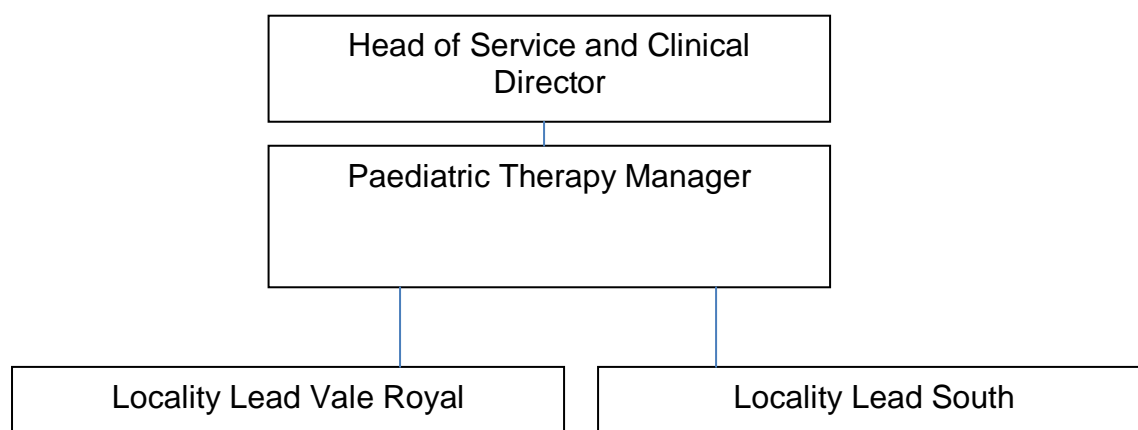 Head of Service and Clinical
Director
Paediatric Therapy Manager
Locality Lead Vale Royal
Locality Lead South